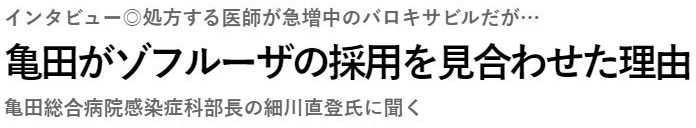 インタビュー◎処方する医師が急増中のバロキサビルだが…
亀田がゾフルーザの採用を見合わせた理由
亀田総合病院感染症科部長の細川直登氏に聞く